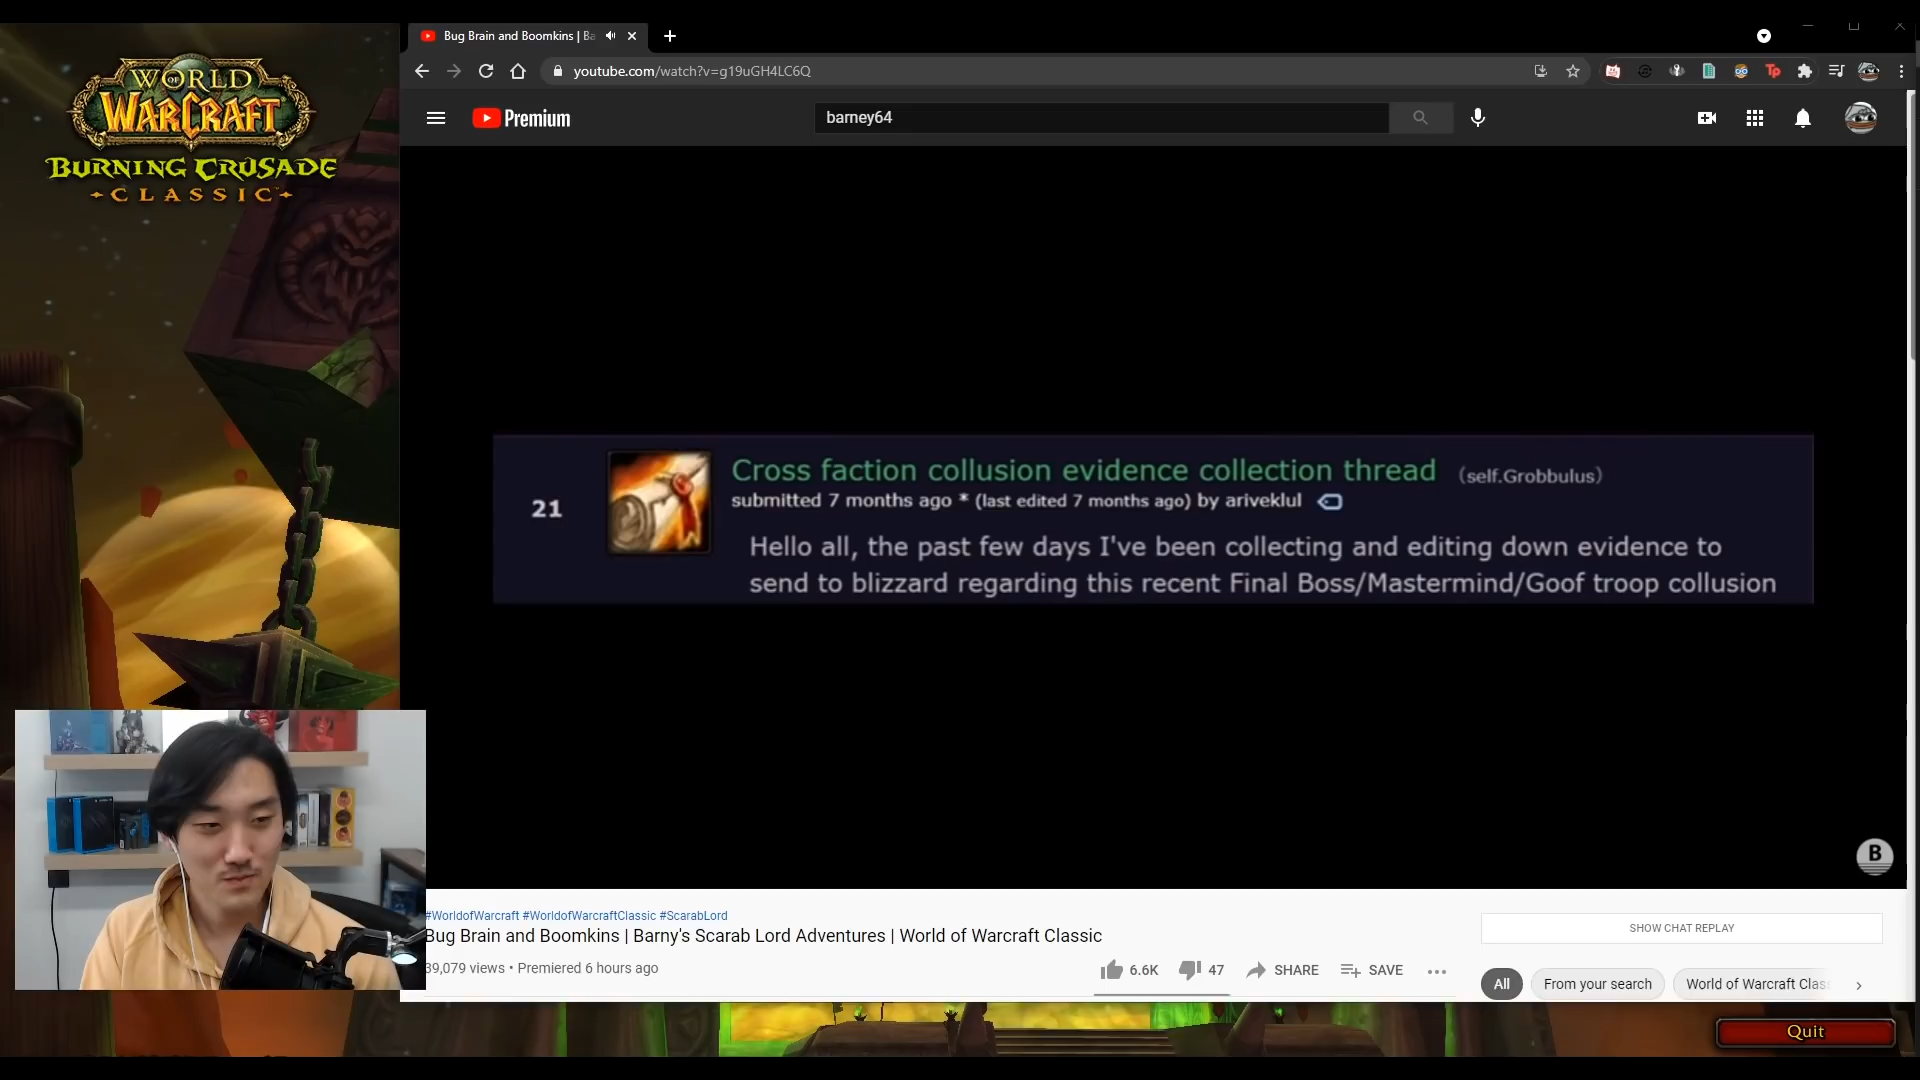 WORLD
OF
WARCRAFT
BURNING CRUSADE
CLASSIC
Bug Brain and Boomkins | Ba
youtube.com/watch?v=g19uGH4LC6Q
Premium
barney64
21
Cross faction collusion evidence collection thread (self.Grobbulus)
submitted 7 months ago * (last edited 7 months ago) by ariveklul
Hello all, the past few days I've been collecting and editing down evidence to
send to blizzard regarding this recent Final Boss/Mastermind/Goof troop collusion
B
#WorldofWarcraft #WorldofWarcraftClassic #ScarabLord
Bug Brain and Boomkins | Barny's Scarab Lord Adventures | World of Warcraft Classic
39,079 views • Premiered 6 hours ago
6.6K 47 SHARE SAVE
SHOW CHAT REPLAY
All From your search World of Warcraft Clas
Quit